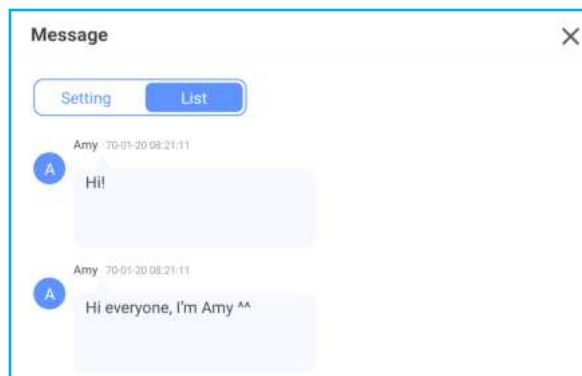 Message
Setting
List
Amy 70-01-20 08:21:11
A
Hi!
Amy 70-01-20 08:21:11
A
Hi everyone, I'm Amy ^^